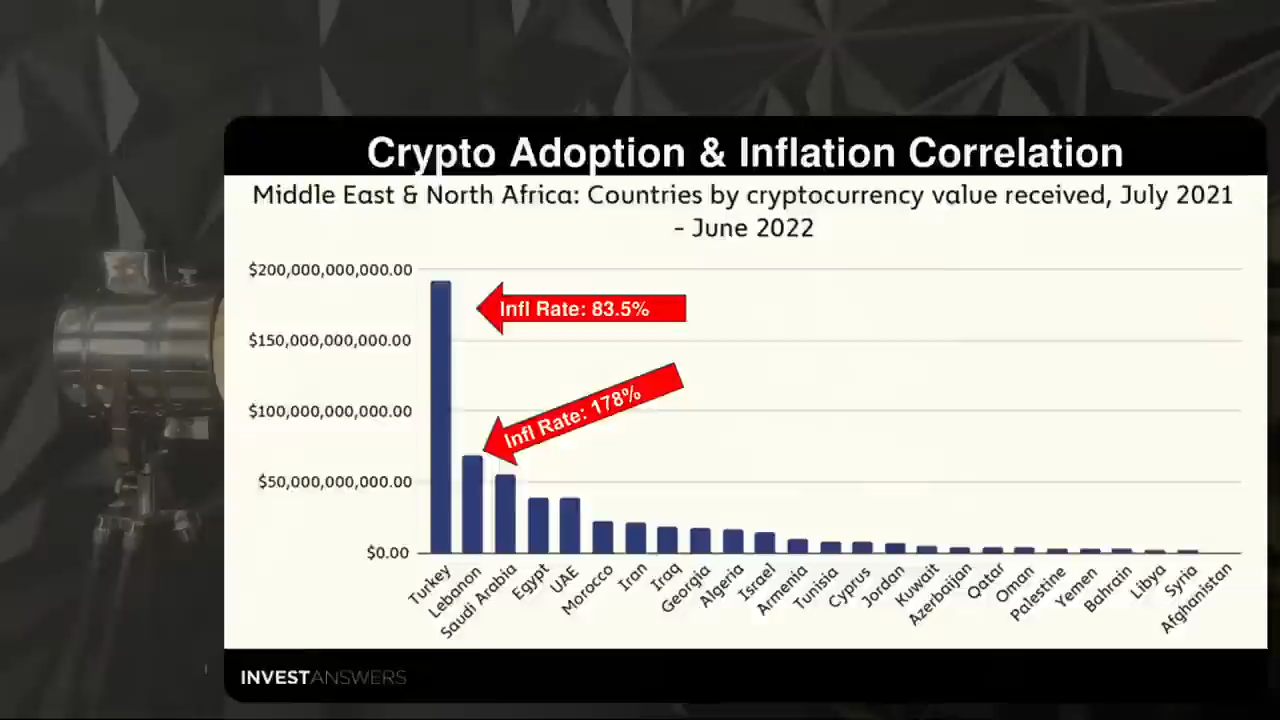 Crypto Adoption & Inflation Correlation
Middle East & North Africa: Countries by cryptocurrency value received, July 2021
- June 2022
$200,000,000,000.00
Infl Rate: 83.5%
$150,000,000,000.00
Infl Rate: 178%
$100,000,000,000.00
$50,000,000,000.00
$0.00
Turkey
Lebanon
Saudi Arabia
Egypt
UAE
Morocco
Iran
Iraq
Georgia
Algeria
Israel
Armenia
Tunisia
Cyprus
Jordan
Kuwait
Azerbaijan
Qatar
Oman
Palestine
Yemen
Bahrain
Libya
Syria
Afghanistan
INVESTANSWERS